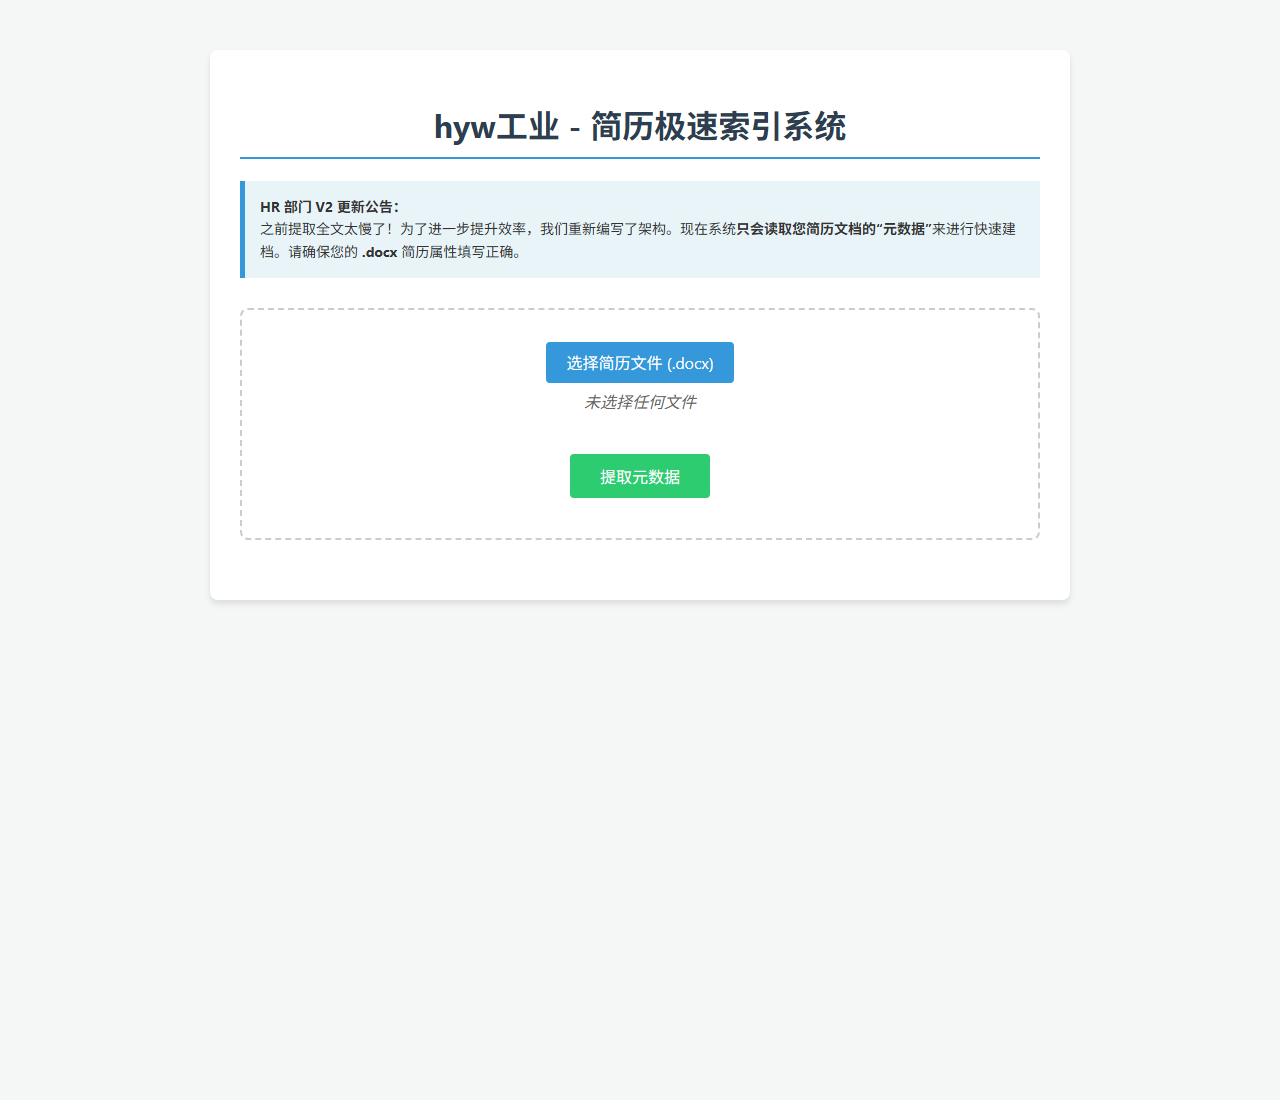 hyw工业 - 简历极速索引系统
HR 部门 V2 更新公告：
之前提取全文太慢了！为了进一步提升效率，我们重新编写了架构。现在系统只会读取您简历文档的“元数据”来进行快速建
档。请确保您的 .docx 简历属性填写正确。
选择简历文件 (.docx)
未选择任何文件
提取元数据